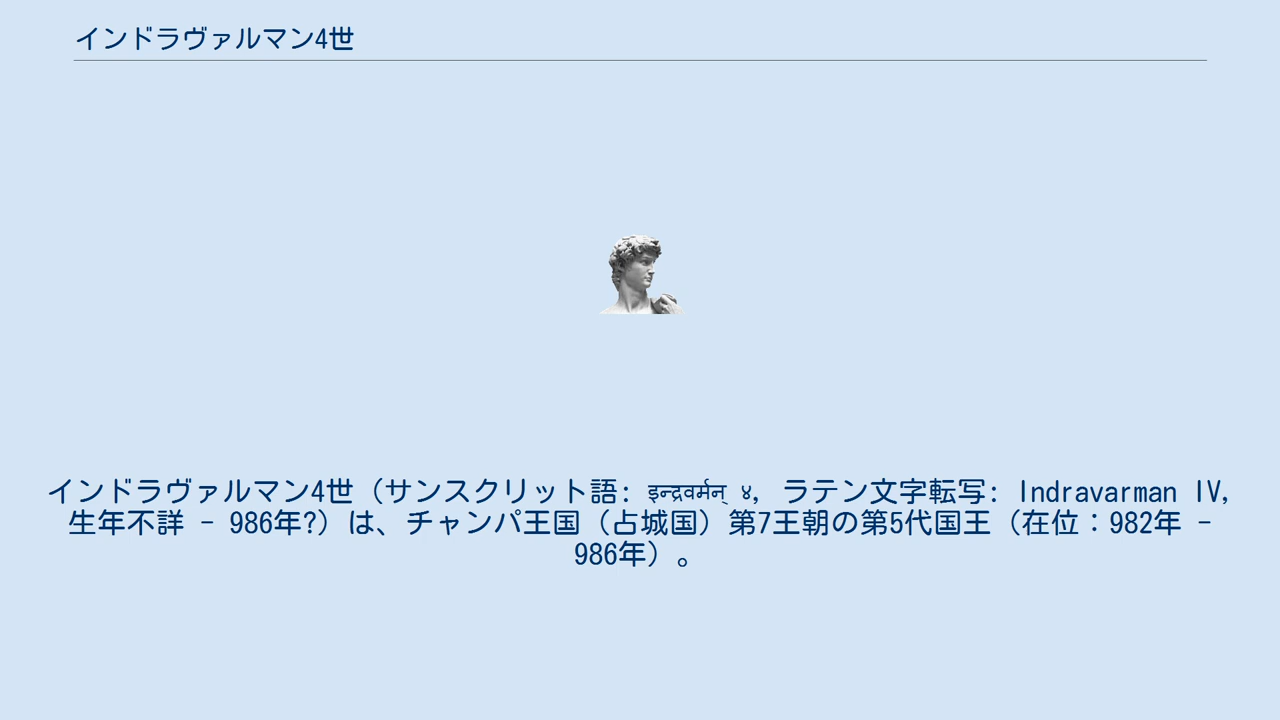 インドラヴァルマン4世
インドラヴァルマン4世（サンスクリット語: इन्द्रवर्मन् ४, ラテン文字転写: Indravarman IV,
生年不詳 - 986年?）は、チャンパ王国（占城国）第7王朝の第5代国王（在位：982年 -
986年）。